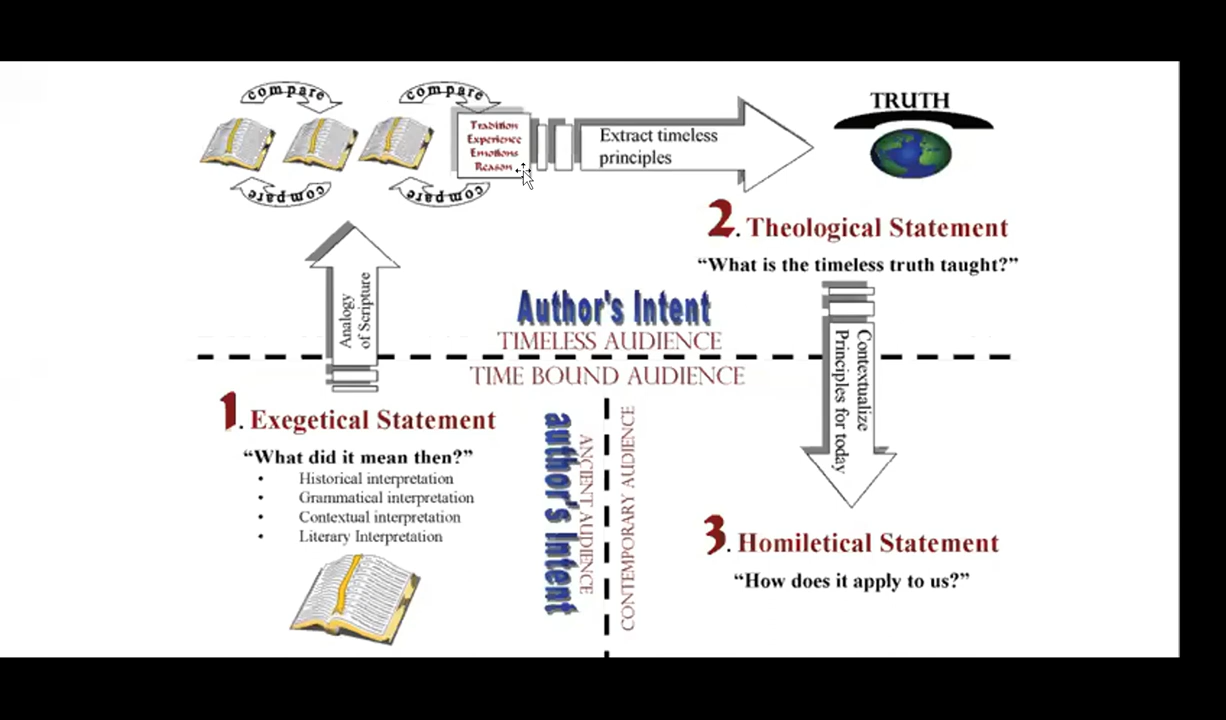 compare
compare
TRUTH
Tradition
Experience
Emotions
Reason
Extract timeless
principles
compare
compare
2. Theological Statement
"What is the timeless truth taught?"
Analogy
of Scripture
Author's Intent
TIMELESS AUDIENCE
TIME BOUND AUDIENCE
Contextualize
Principles for today
1. Exegetical Statement
"What did it mean then?"
• Historical interpretation
• Grammatical interpretation
• Contextual interpretation
• Literary Interpretation
author's Intent
ANCIENT AUDIENCE
CONTEMPORARY AUDIENCE
3. Homiletical Statement
"How does it apply to us?"